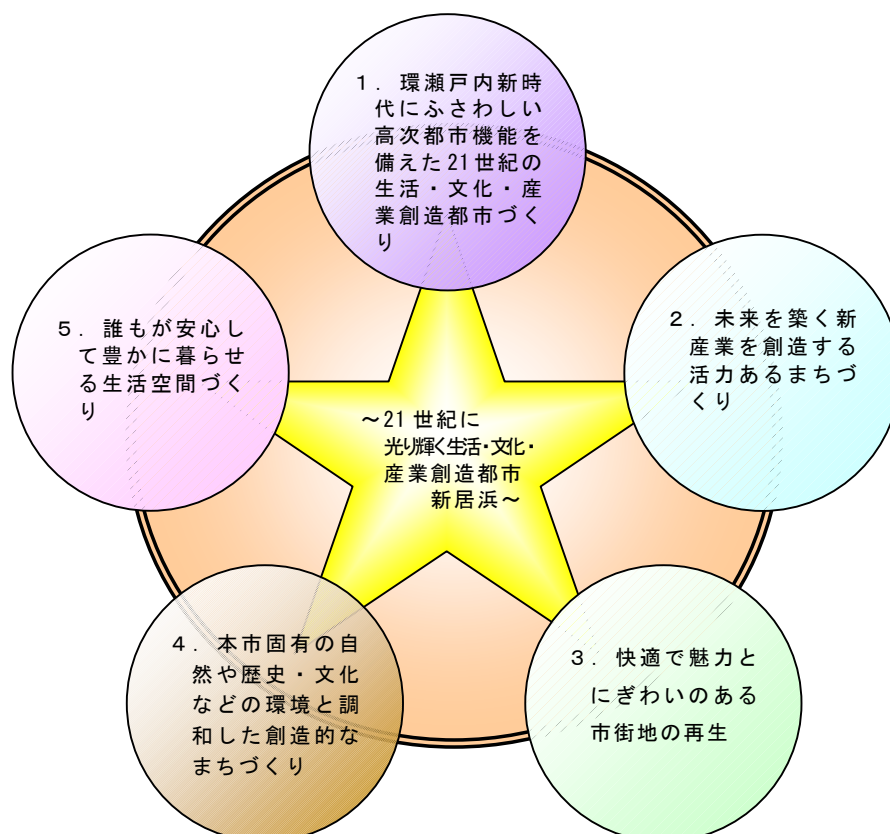 １．環瀬戸内新時
代にふさわしい
高次都市機能を
備えた21世紀の
生活・文化・産
業創造都市づく
り
２．未来を築く新
産業を創造する
活力あるまちづ
くり
３．快適で魅力と
にぎわいのある
市街地の再生
４．本市固有の自
然や歴史・文化
などの環境と調
和した創造的な
まちづくり
５．誰もが安心し
て豊かに暮らせ
る生活空間づく
り
～21世紀に
光り輝く生活・文化・
産業創造都市
新居浜～